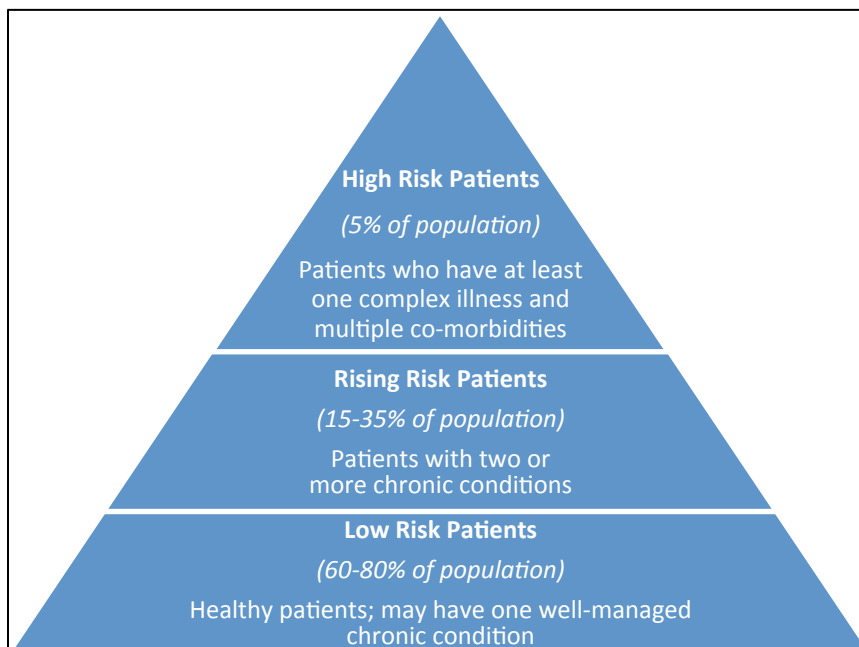 High Risk Patients
(5% of population)
Patients who have at least
one complex illness and
multiple co-morbidities
Rising Risk Patients
(15-35% of population)
Patients with two or
more chronic conditions
Low Risk Patients
(60-80% of population)
Healthy patients; may have one well-managed
chronic condition